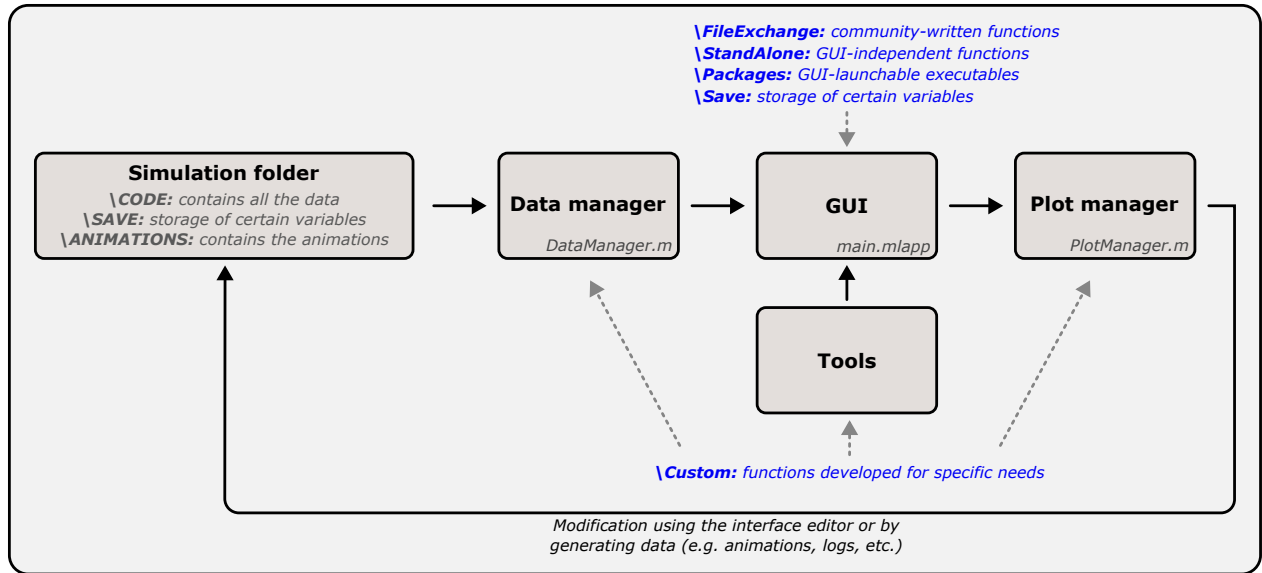 \FileExchange: community-written functions
\StandAlone: GUI-independent functions
\Packages: GUI-launchable executables
\Save: storage of certain variables
Simulation folder
\CODE: contains all the data
\SAVE: storage of certain variables
\ANIMATIONS: contains the animations
Data manager
DataManager.m
GUI
main.mlapp
Plot manager
PlotManager.m
Tools
\Custom: functions developed for specific needs
Modification using the interface editor or by
generating data (e.g. animations, logs, etc.)